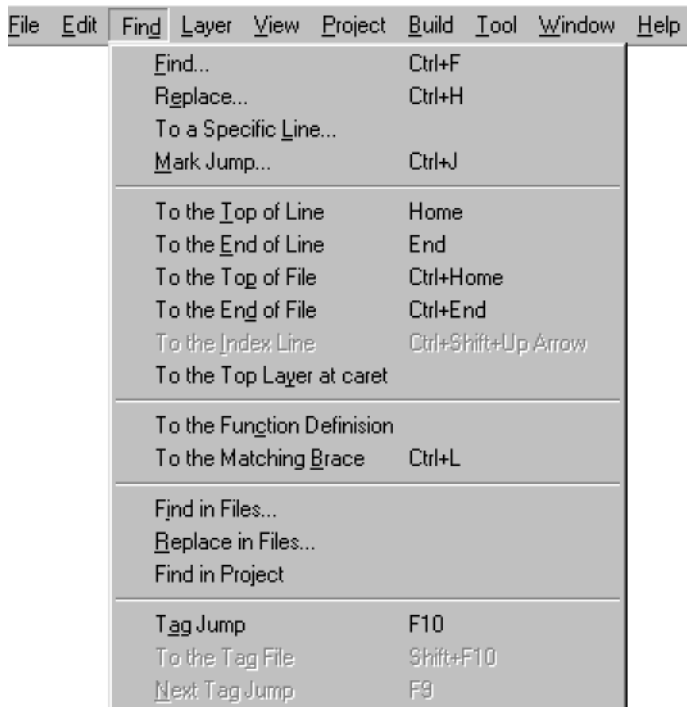 File Edit Find Layer View Project Build Tool Window Help
Find... Ctrl+F
Replace... Ctrl+H
To a Specific Line...
Mark Jump... Ctrl+J
To the Top of Line Home
To the End of Line End
To the Top of File Ctrl+Home
To the End of File Ctrl+End
To the Index Line Ctrl+Shift+Up Arrow
To the Top Layer at caret
To the Function Definision
To the Matching Brace Ctrl+L
Find in Files...
Replace in Files...
Find in Project
Tag Jump F10
To the Tag File Shift+F10
Next Tag Jump F9